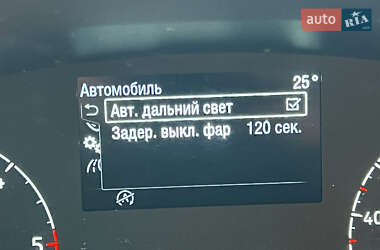 auto RIA
Автомобиль 25°
Авт. дальний свет
Задер. выкл. фар 120 сек.
5
40